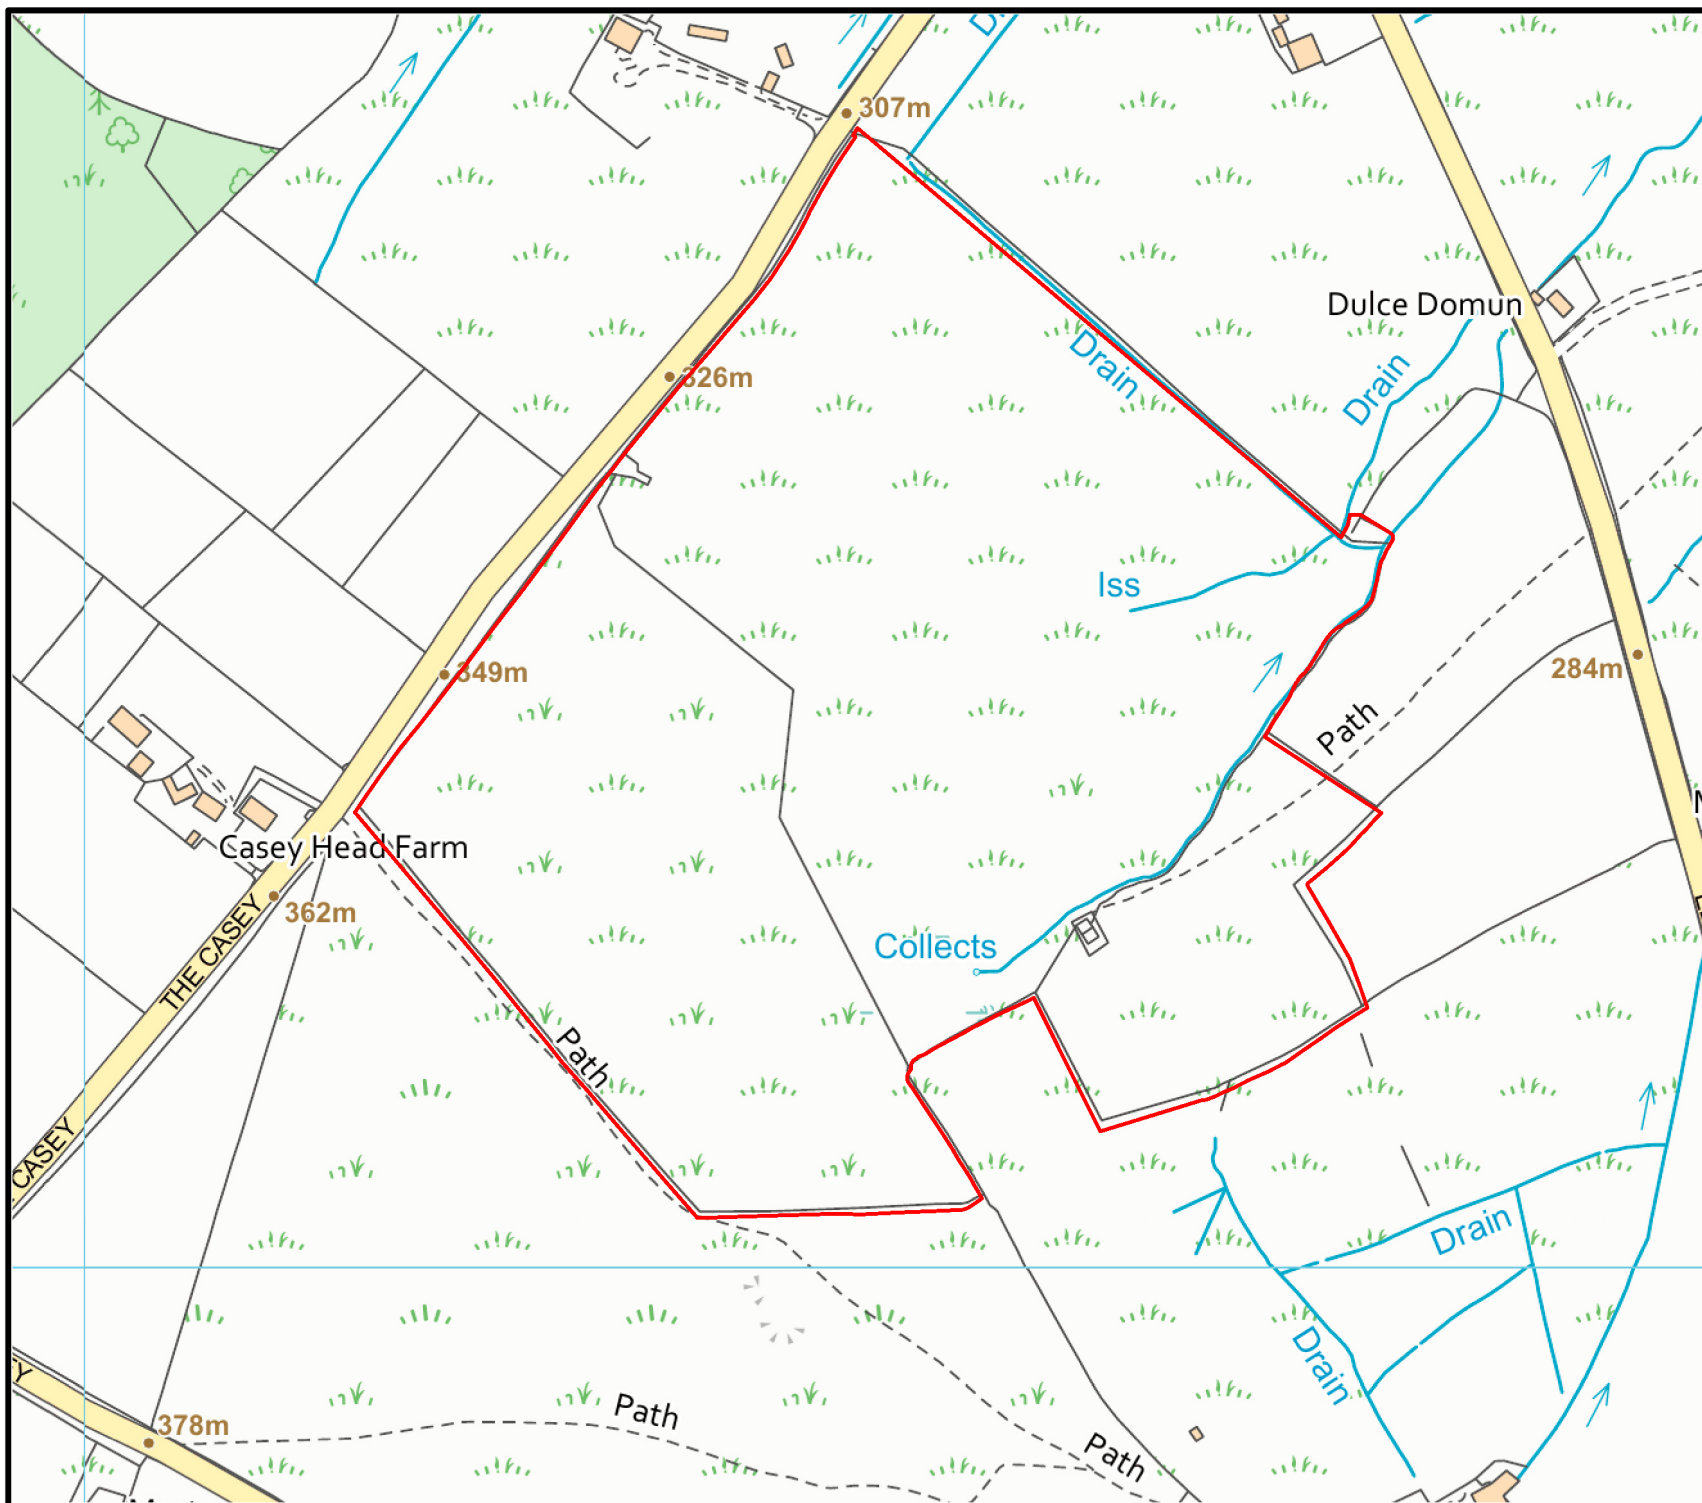 307m
Dulce Domun
Drain
Drain
326m
Iss
349m
284m
Path
Casey Head Farm
362m
THE CASEY
Collects
Path
CASEY
Drain
Drain
Path
378m
Path